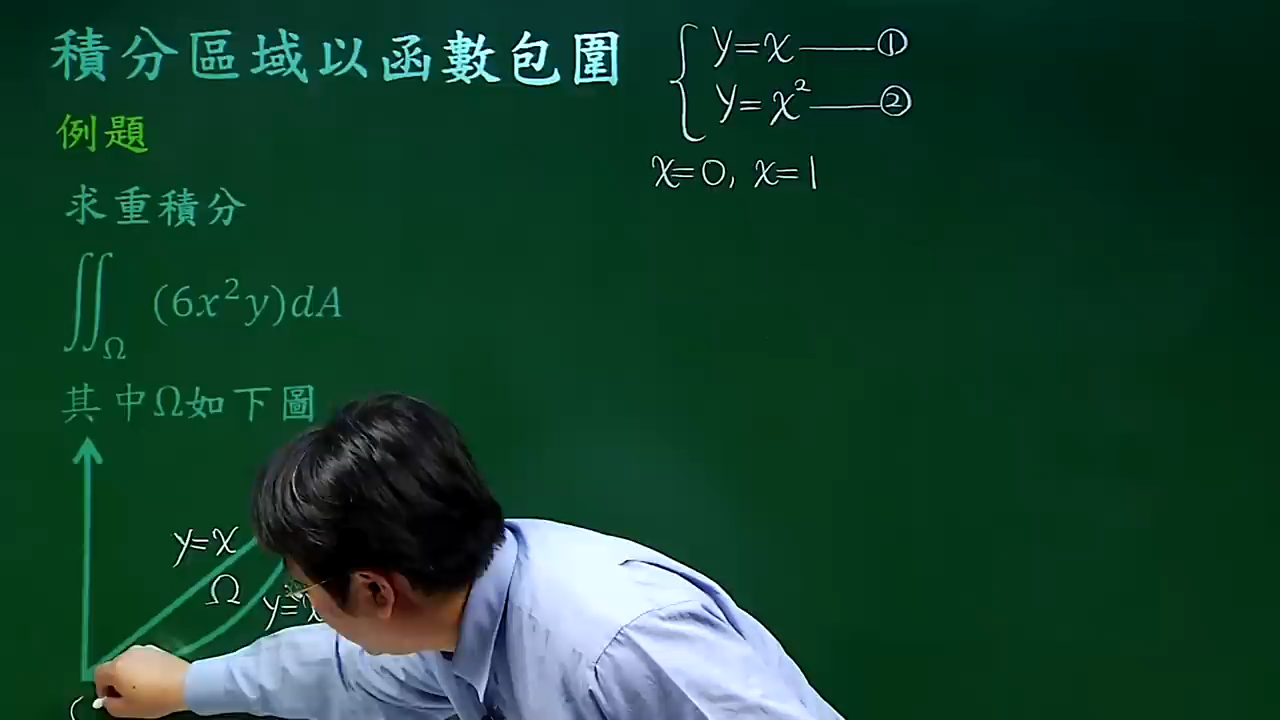 積分區域以函數包圍
例題
求重積分
∬_Ω (6x²y)dA
其中Ω如下圖
y=x
Ω
y=x
y=x——①
y=x²——②
x=0, x=1